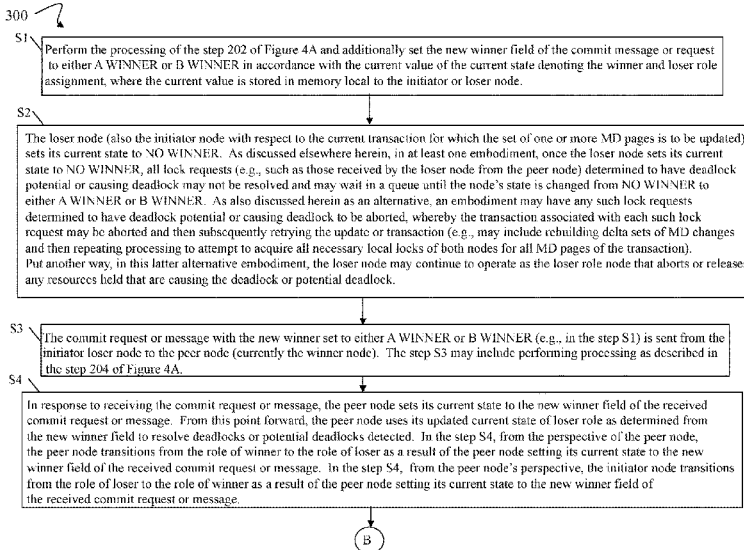 300
S1
Perform the processing of the step 202 of Figure 4A and additionally set the new winner field of the commit message or request
to either A WINNER or B WINNER in accordance with the current value of the current state denoting the winner and loser role
assignment, where the current value is stored in memory local to the initiator or loser node.
S2
The loser node (also the initiator node with respect to the current transaction for which the set of one or more MD pages is to be updated)
sets its current state to NO WINNER. As discussed elsewhere herein, in at least one embodiment, once the loser node sets its current
state to NO WINNER, all lock requests (e.g., such as those received by the loser node from the peer node) determined to have deadlock
potential or causing deadlock may not be resolved and may wait in a queue until the node's state is changed from NO WINNER to
either A WINNER or B WINNER. As also discussed herein as an alternative, an embodiment may have any such lock requests
determined to have deadlock potential or causing deadlock to be aborted, whereby the transaction associated with each such lock
request may be aborted and then subsequently retrying the update or transaction (e.g., may include rebuilding delta sets of MD changes
and then repeating processing to attempt to acquire all necessary local locks of both nodes for all MD pages of the transaction).
Put another way, in this latter alternative embodiment, the loser node may continue to operate as the loser role node that aborts or releases
any resources held that are causing the deadlock or potential deadlock.
S3
The commit request or message with the new winner set to either A WINNER or B WINNER (e.g., in the step S1) is sent from the
initiator loser node to the peer node (currently the winner node). The step S3 may include performing processing as described in
the step 204 of Figure 4A.
S4
In response to receiving the commit request or message, the peer node sets its current state to the new winner field of the received
commit request or message. From this point forward, the peer node uses its updated current state of loser role as determined from
the new winner field to resolve deadlocks or potential deadlocks detected. In the step S4, from the perspective of the peer node,
the peer node transitions from the role of winner to the role of loser as a result of the peer node setting its current state to the new
winner field of the received commit request or message. In the step S4, from the peer node's perspective, the initiator node transitions
from the role of loser to the role of winner as a result of the peer node setting its current state to the new winner field of
the received commit request or message.
B